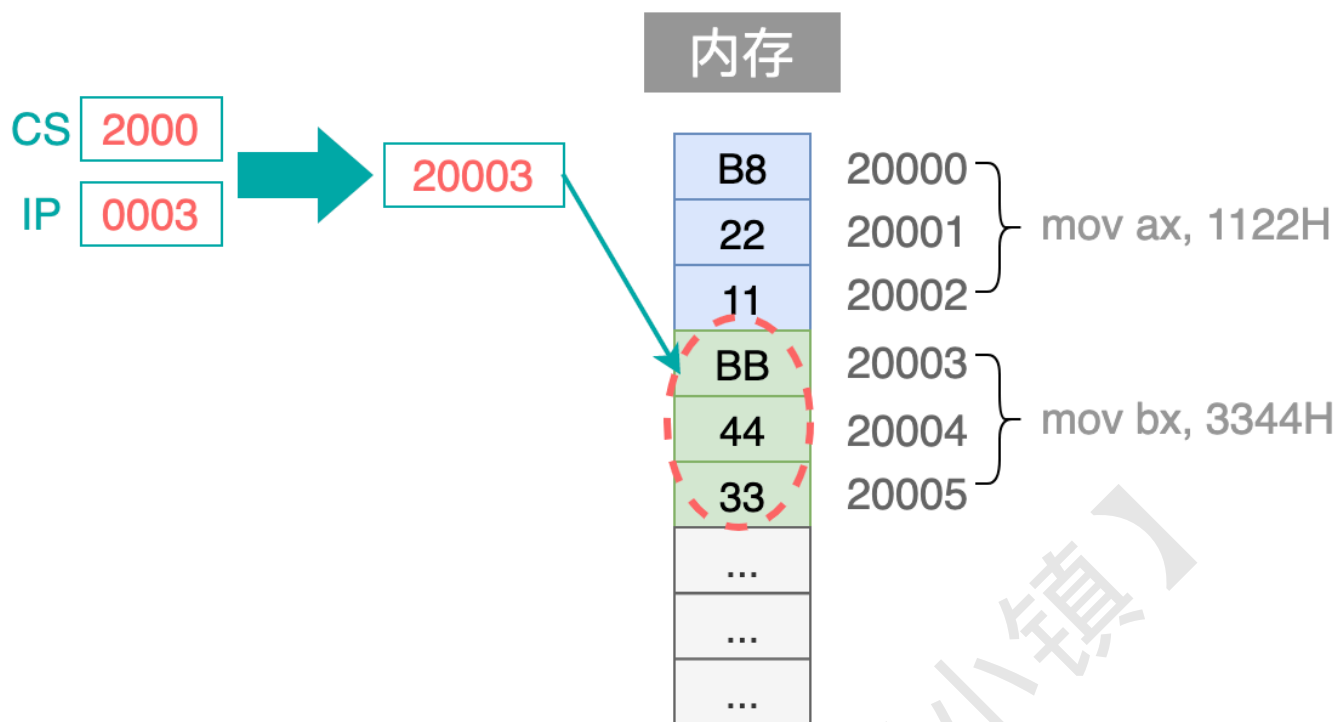 内存
CS 2000
IP 0003
20003
B8 20000
22 20001
11 20002
mov ax, 1122H
BB 20003
44 20004
33 20005
mov bx, 3344H
...
...
...
小镇】